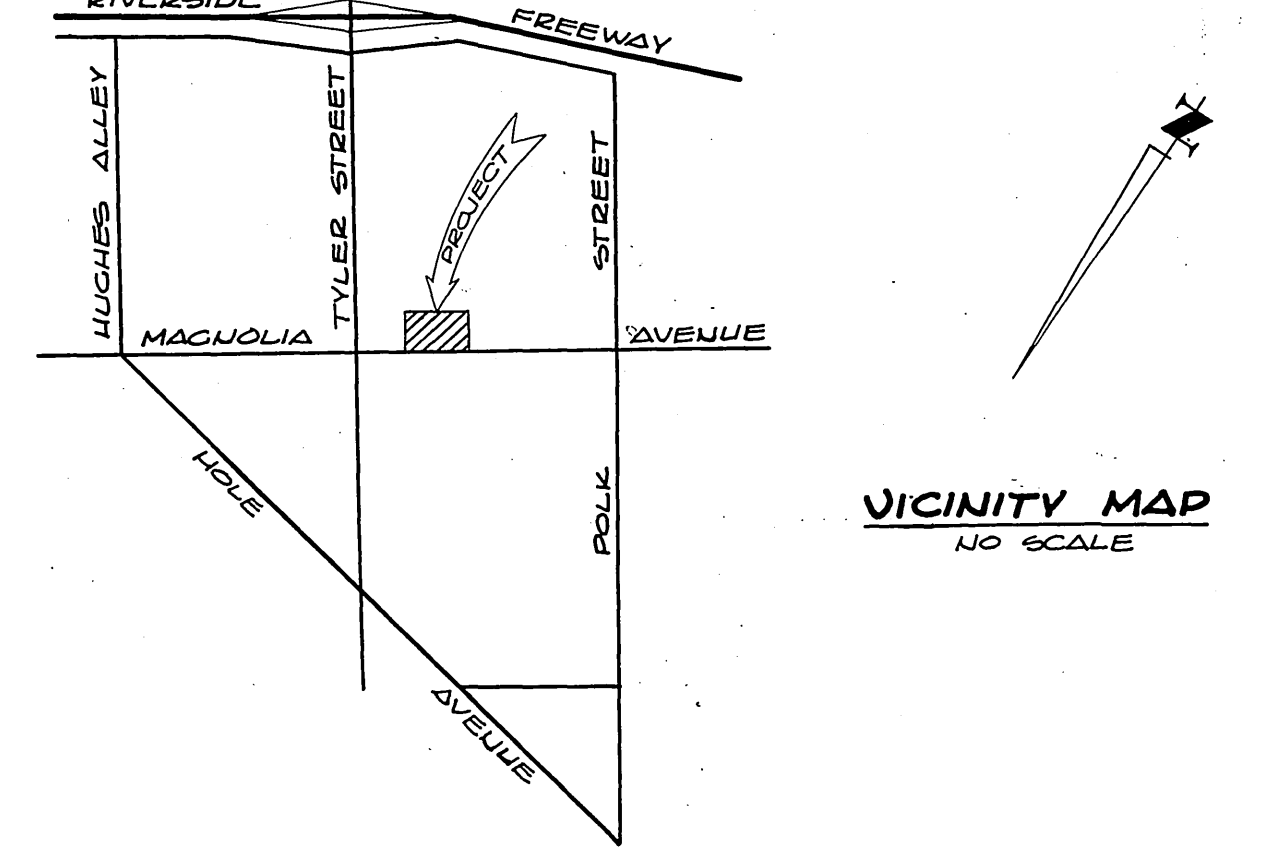 RIVERSIDE
FREEWAY
HUGHES ALLEY
TYLER STREET
PROJECT
STREET
MAGNOLIA
AVENUE
HOLE
POLK
AVENUE
N
VICINITY MAP
NO SCALE